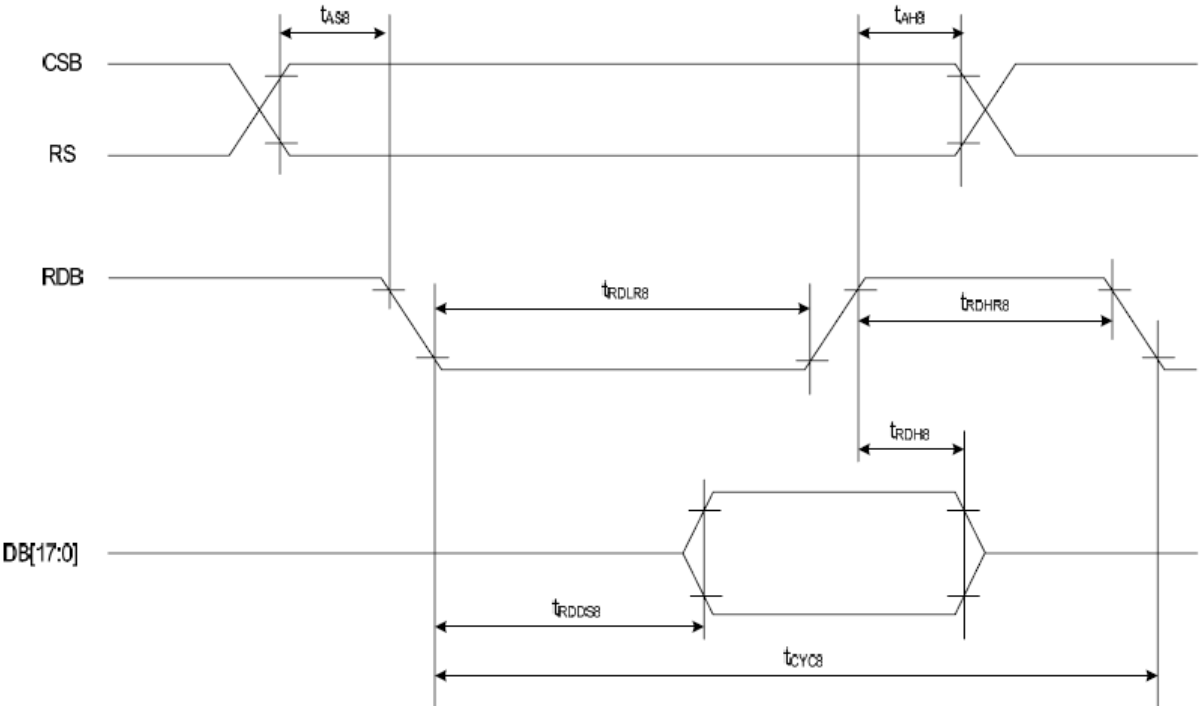 tAS8
tAH8
CSB
RS
RDB
tRDLR8
tRDHR8
tRDH8
DB[17:0]
tRDDS8
tCYC8